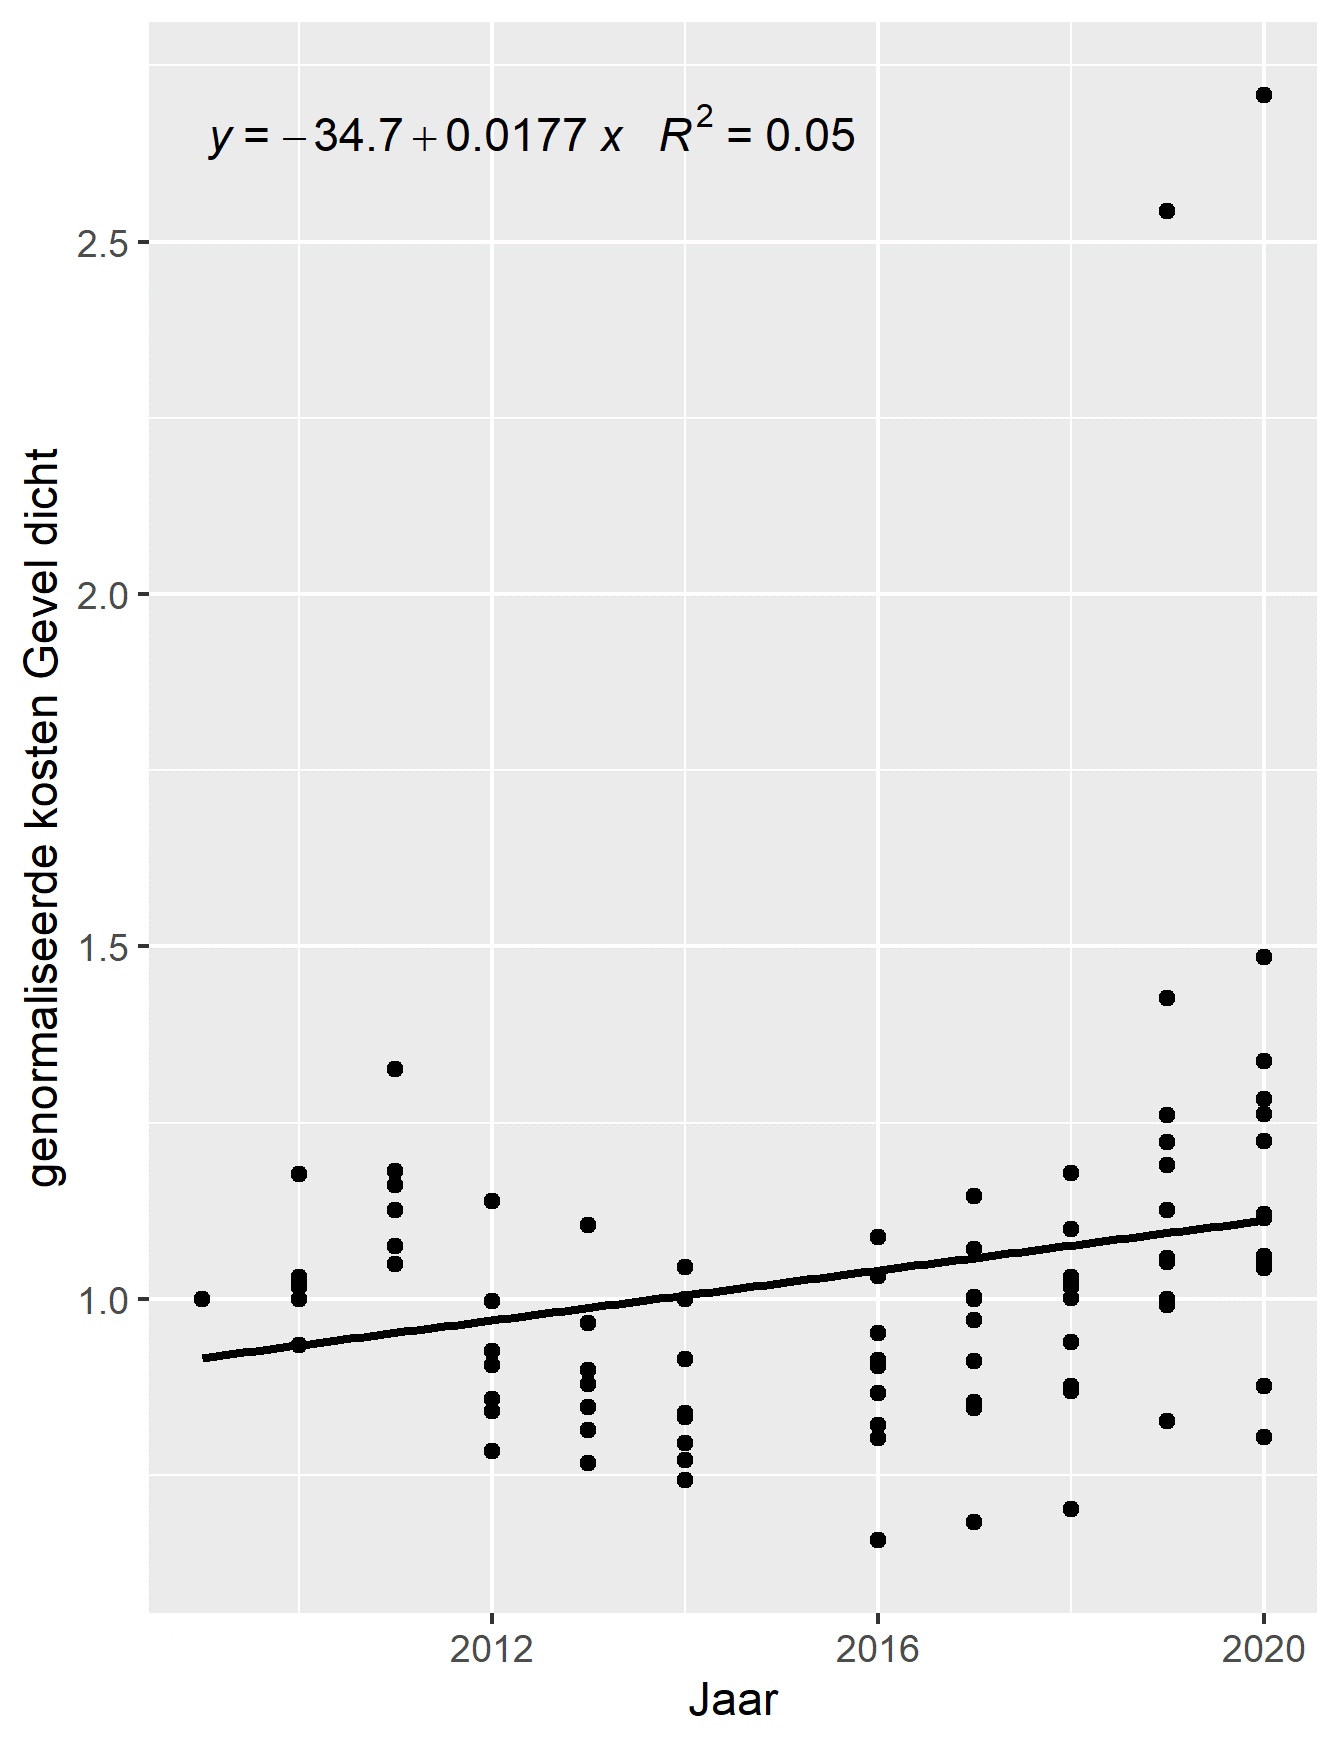 y = −34.7 + 0.0177 x R² = 0.05
2.5
2.0
1.5
1.0
genormaliseerde kosten Gevel dicht
2012 2016 2020
Jaar